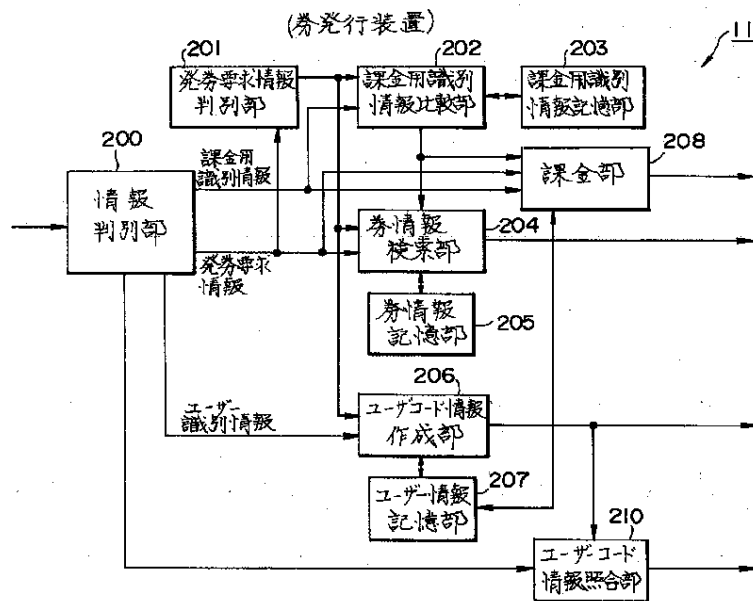 (券発行装置)
11
201
発券要求情報
判別部
202
課金用識別
情報比較部
203
課金用識別
情報記憶部
200
情報
判別部
課金用
識別情報
208
課金部
発券要求
情報
券情報
検索部
204
券情報
記憶部
205
ユーザー
識別情報
206
ユーザコード情報
作成部
207
ユーザー情報
記憶部
210
ユーザーコード
情報照合部